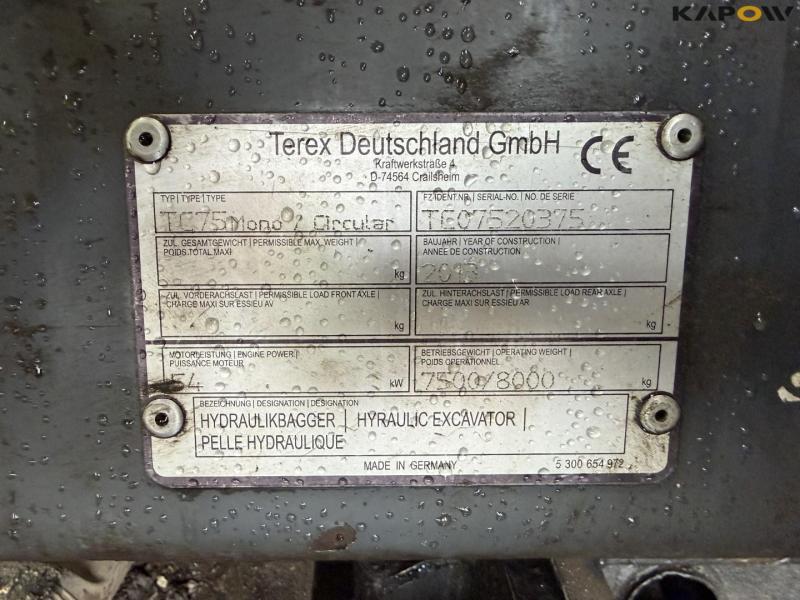 KAPOW
Terex Deutschland GmbH
Kraftwerkstraße 4
D-74564 Crailsheim
CE
TYP | TYPE | TYPE
TC75 Mono / Circular
FZ IDENT.NR. | SERIAL-NO. | NO. DE SERIE
TE07520375
ZUL. GESAMTGEWICHT | PERMISSIBLE MAX. WEIGHT |
POIDS TOTAL MAXI
kg
BAUJAHR | YEAR OF CONSTRUCTION |
ANNÉE DE CONSTRUCTION
2013
ZUL. VORDERACHSLAST | PERMISSIBLE LOAD FRONT AXLE |
CHARGE MAXI SUR ESSIEU AV
kg
ZUL. HINTERACHSLAST | PERMISSIBLE LOAD REAR AXLE |
CHARGE MAXI SUR ESSIEU AR
kg
MOTORLEISTUNG | ENGINE POWER |
PUISSANCE MOTEUR
54 kW
BETRIEBSGEWICHT | OPERATING WEIGHT |
POIDS OPERATIONNEL
7500/8000 kg
BEZEICHNUNG | DESIGNATION | DESIGNATION
HYDRAULIKBAGGER | HYRAULIC EXCAVATOR |
PELLE HYDRAULIQUE
MADE IN GERMANY
5 300 654 972